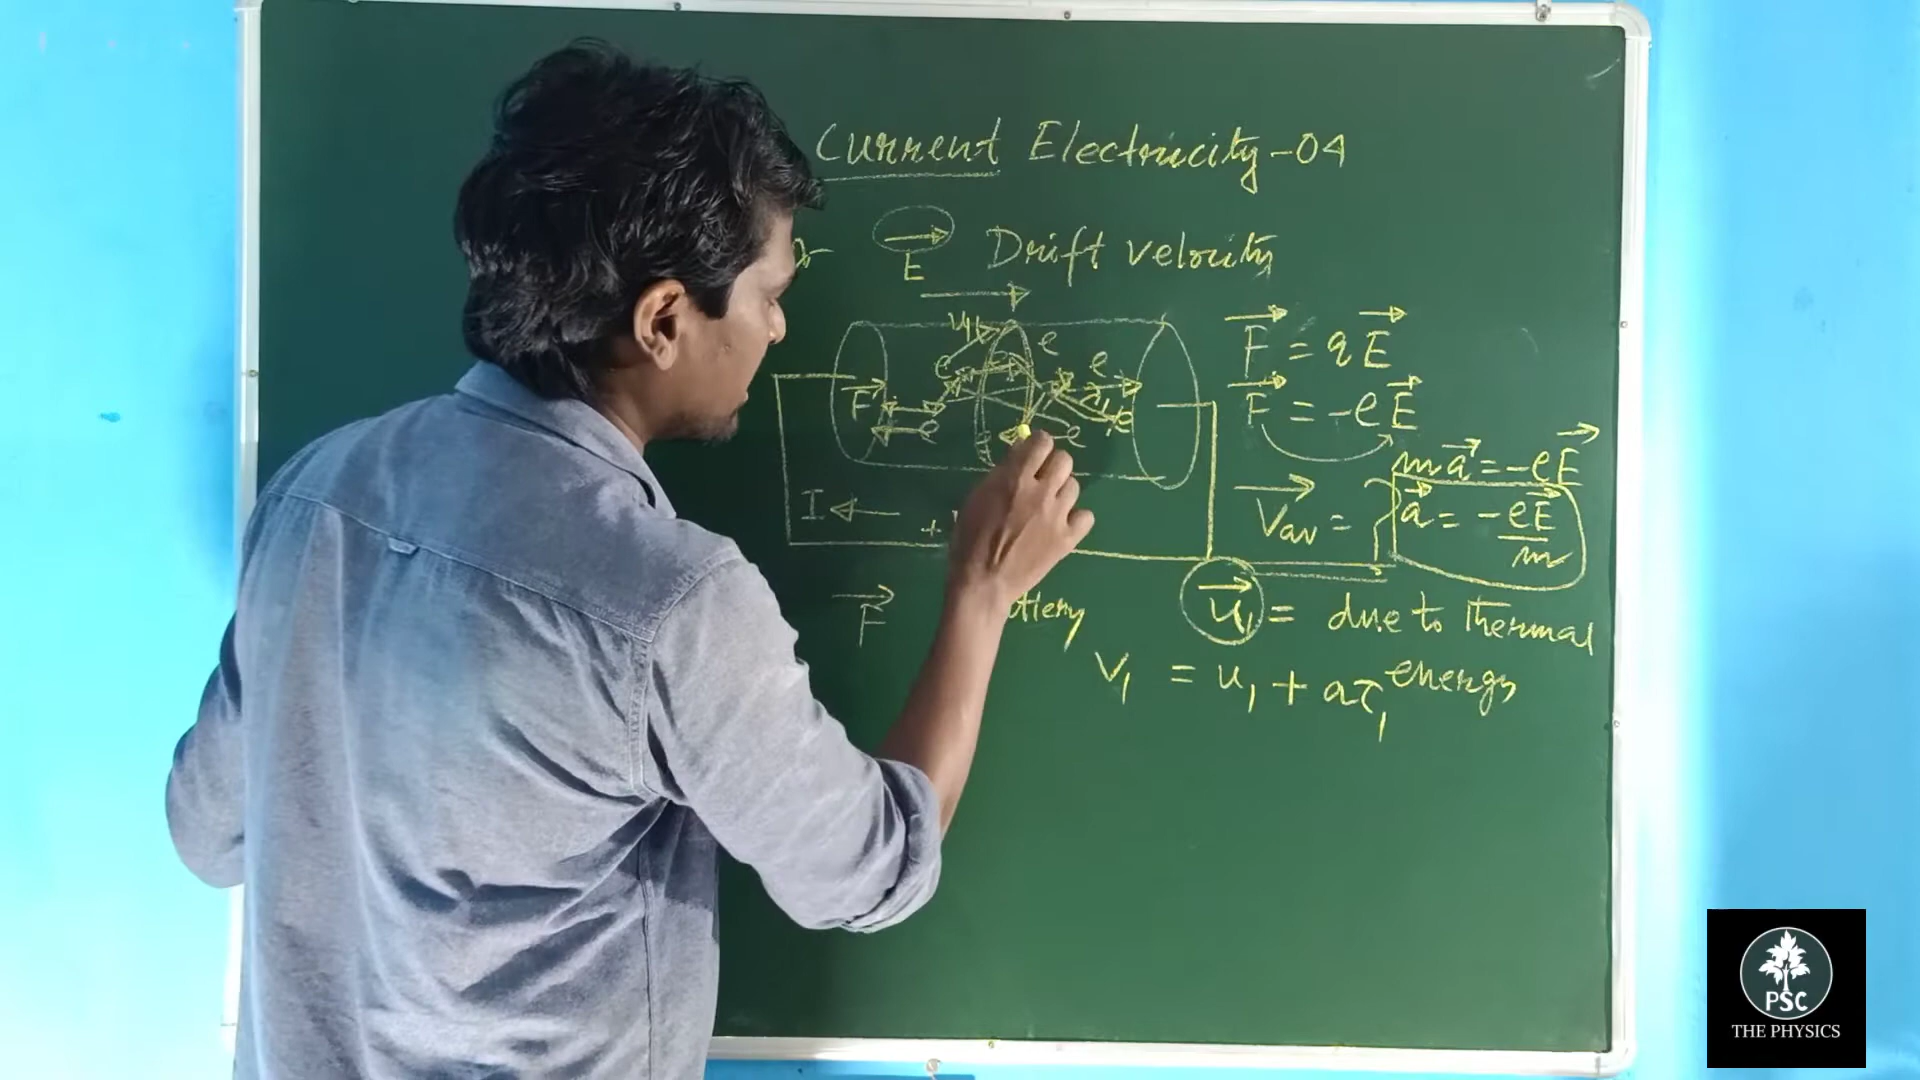 Current Electricity-04
E Drift velocity
u1 e e
e
F = qE
F e e e
F = -eE
ma = -eE
I
+
Vav =
a = -eE
m
F
u1 = due to thermal
energy
v1 = u1 + aτ1
PSC
THE PHYSICS